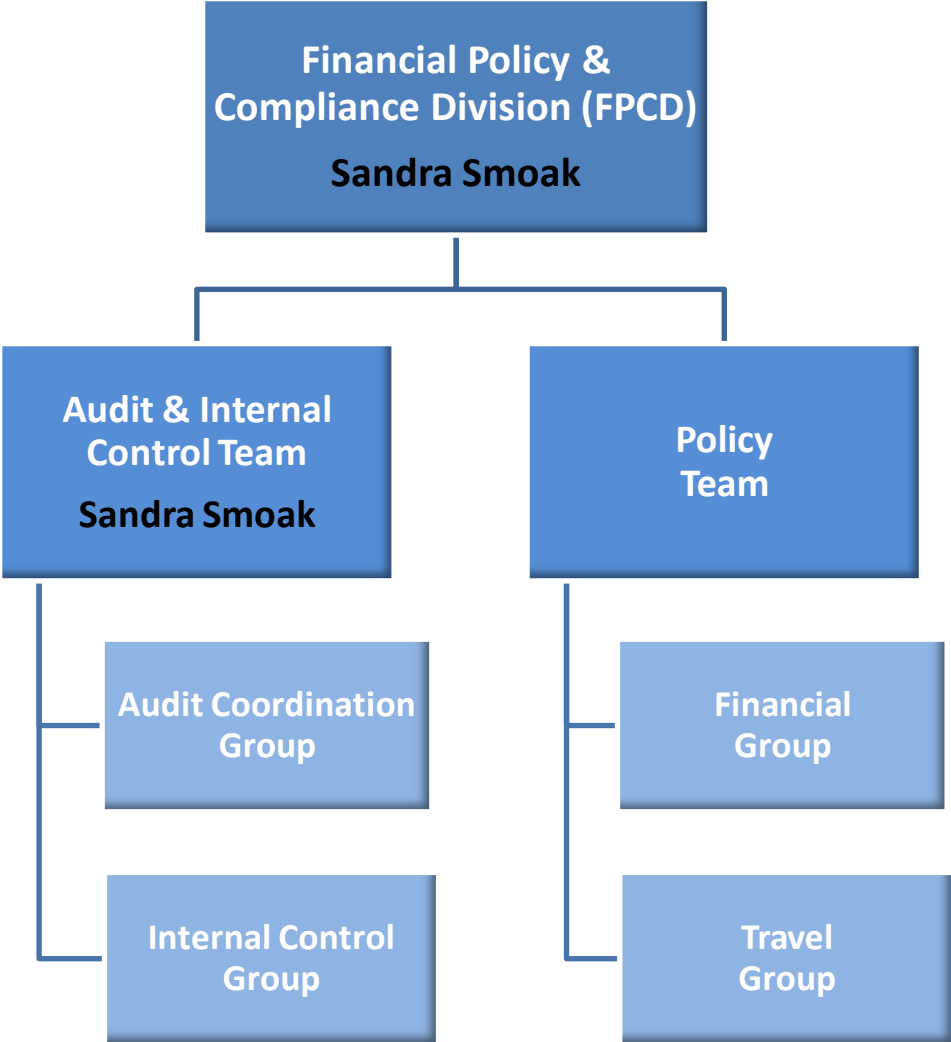 Financial Policy &
Compliance Division (FPCD)
Sandra Smoak
Audit & Internal
Control Team
Sandra Smoak
Policy
Team
Audit Coordination
Group
Financial
Group
Internal Control
Group
Travel
Group